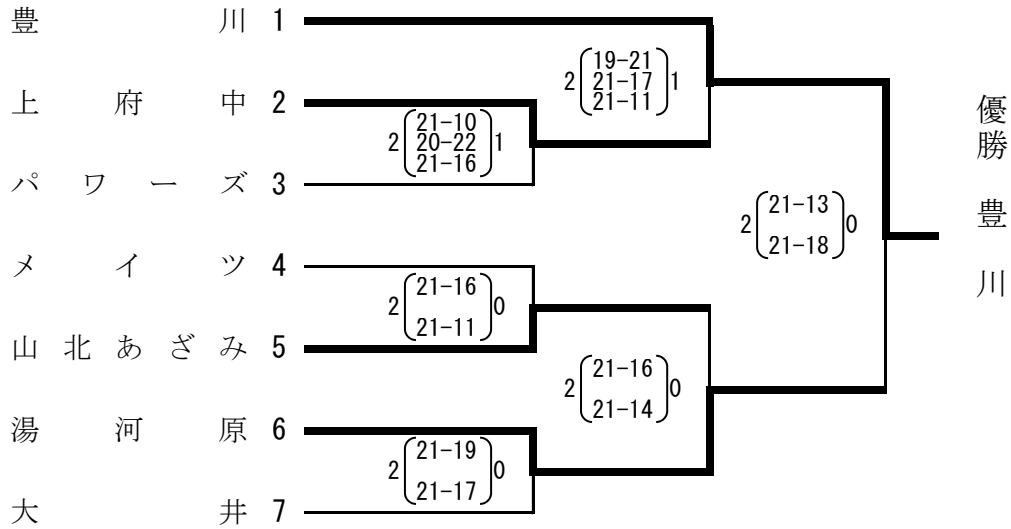 豊川 1
上府中 2
パワーズ 3
メイツ 4
山北あざみ 5
湯河原 6
大井 7
2 21-10 1
20-22
21-16
2 21-16 0
21-11
2 21-19 0
21-17
2 19-21 1
21-17
21-11
2 21-16 0
21-14
2 21-13 0
21-18
優勝 豊川